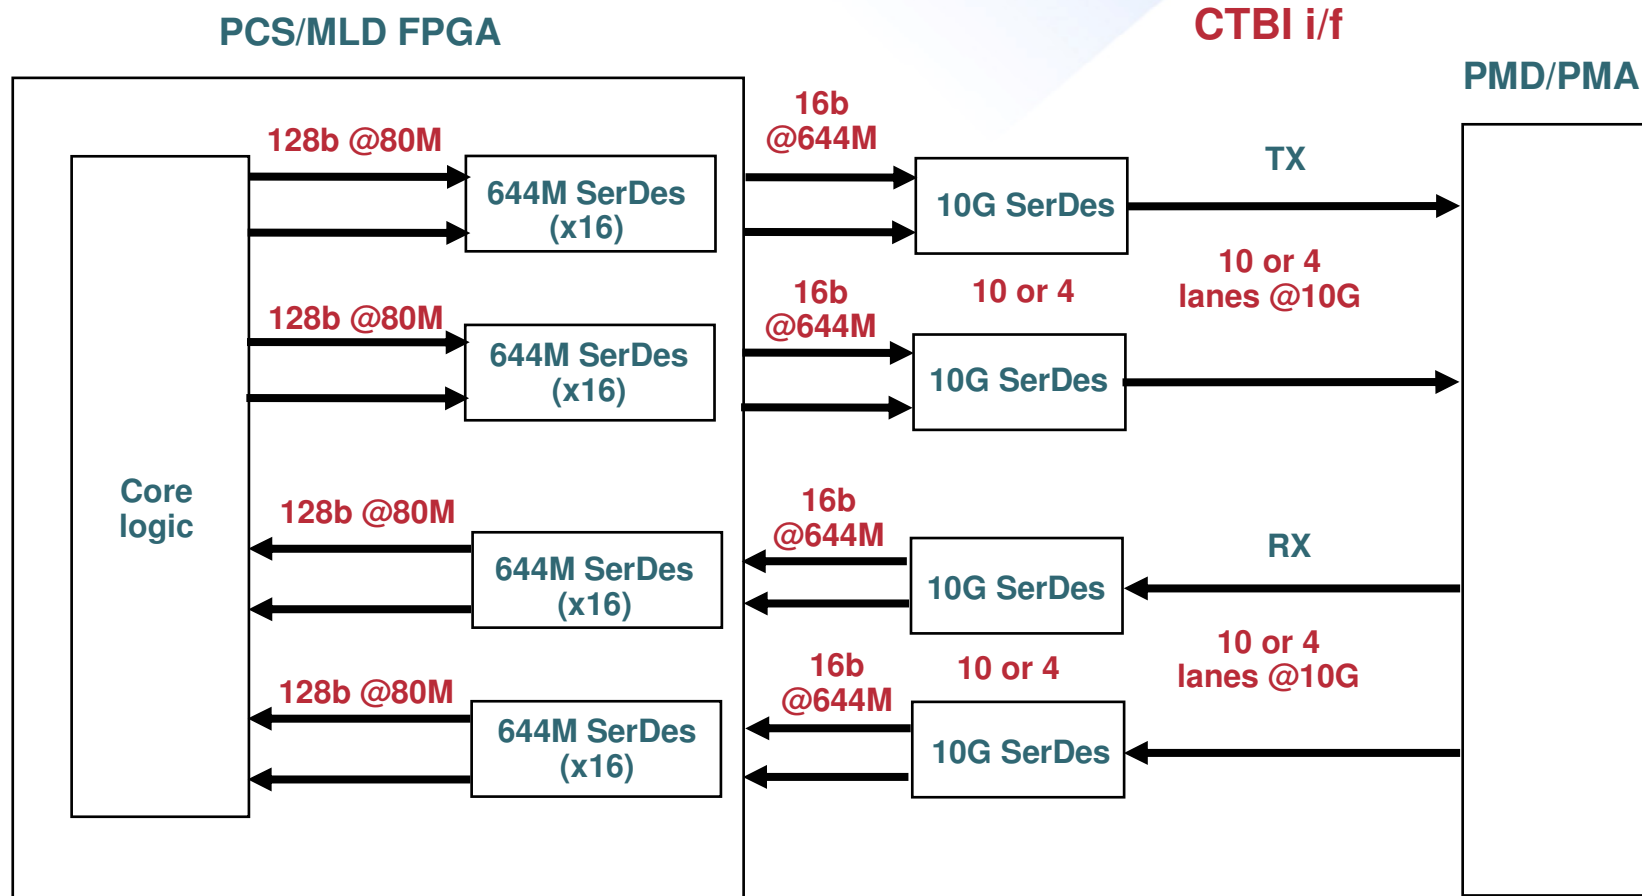 PCS/MLD FPGA
CTBI i/f
PMD/PMA
128b @80M
16b
@644M
644M SerDes
(x16)
10G SerDes
TX
10 or 4
lanes @10G
128b @80M
16b
@644M
10 or 4
644M SerDes
(x16)
10G SerDes
Core
logic
128b @80M
16b
@644M
644M SerDes
(x16)
10G SerDes
RX
10 or 4
lanes @10G
128b @80M
16b
@644M
10 or 4
644M SerDes
(x16)
10G SerDes